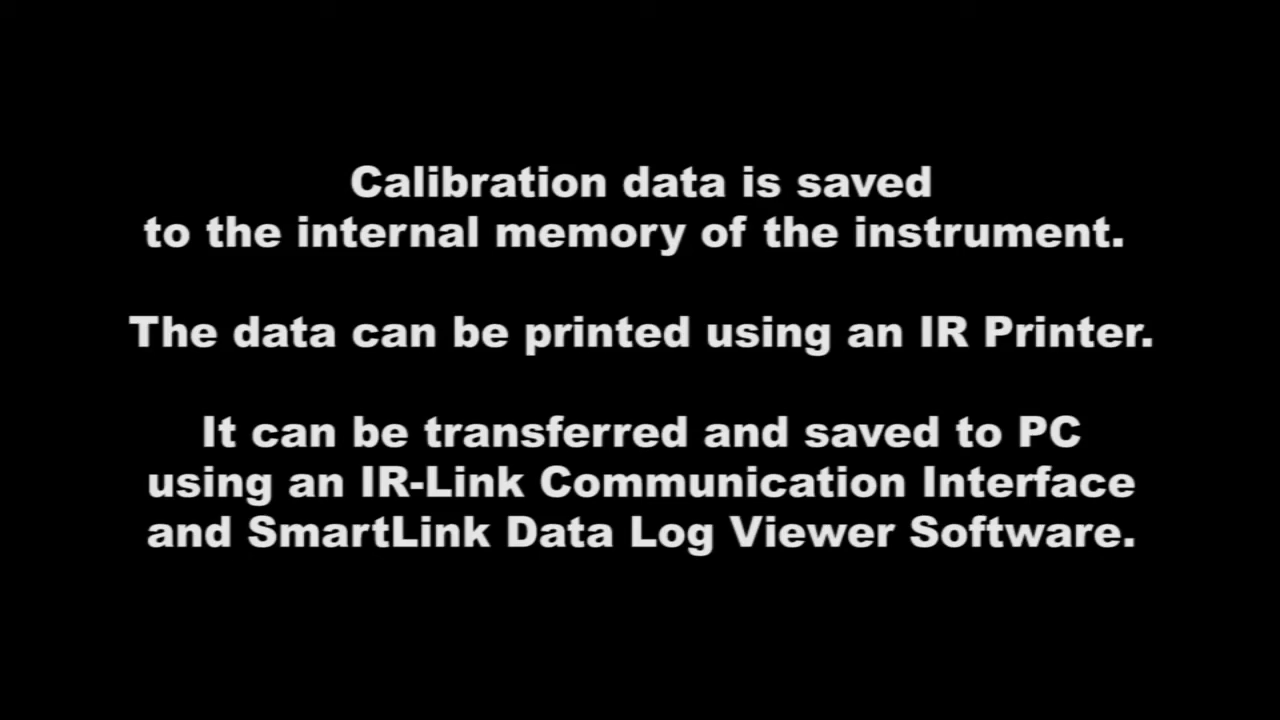 Calibration data is saved
to the internal memory of the instrument.
The data can be printed using an IR Printer.
It can be transferred and saved to PC
using an IR-Link Communication Interface
and SmartLink Data Log Viewer Software.